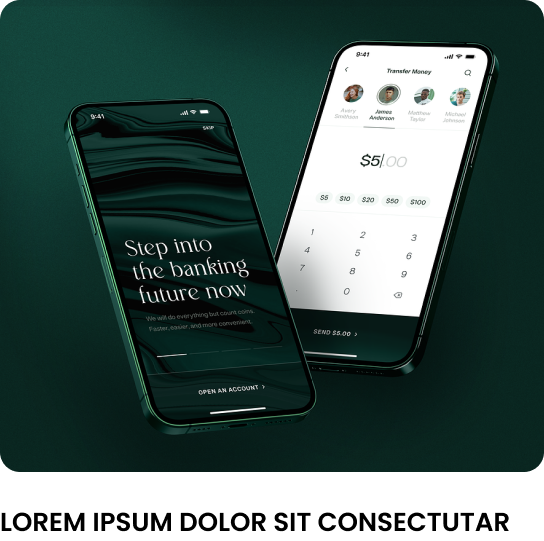 9:41
SKIP
Step into
the banking
future now
We will do everything but count coins.
Faster, easier, and more convenient.
OPEN AN ACCOUNT >
9:41
<
Transfer Money
Avery
Smithson
James
Anderson
Matthew
Taylor
Michael
Johnson
$5.00
$5 $10 $20 $50 $100
1 2 3
4 5 6
7 8 9
. 0
SEND $5.00 >
LOREM IPSUM DOLOR SIT CONSECTUTAR